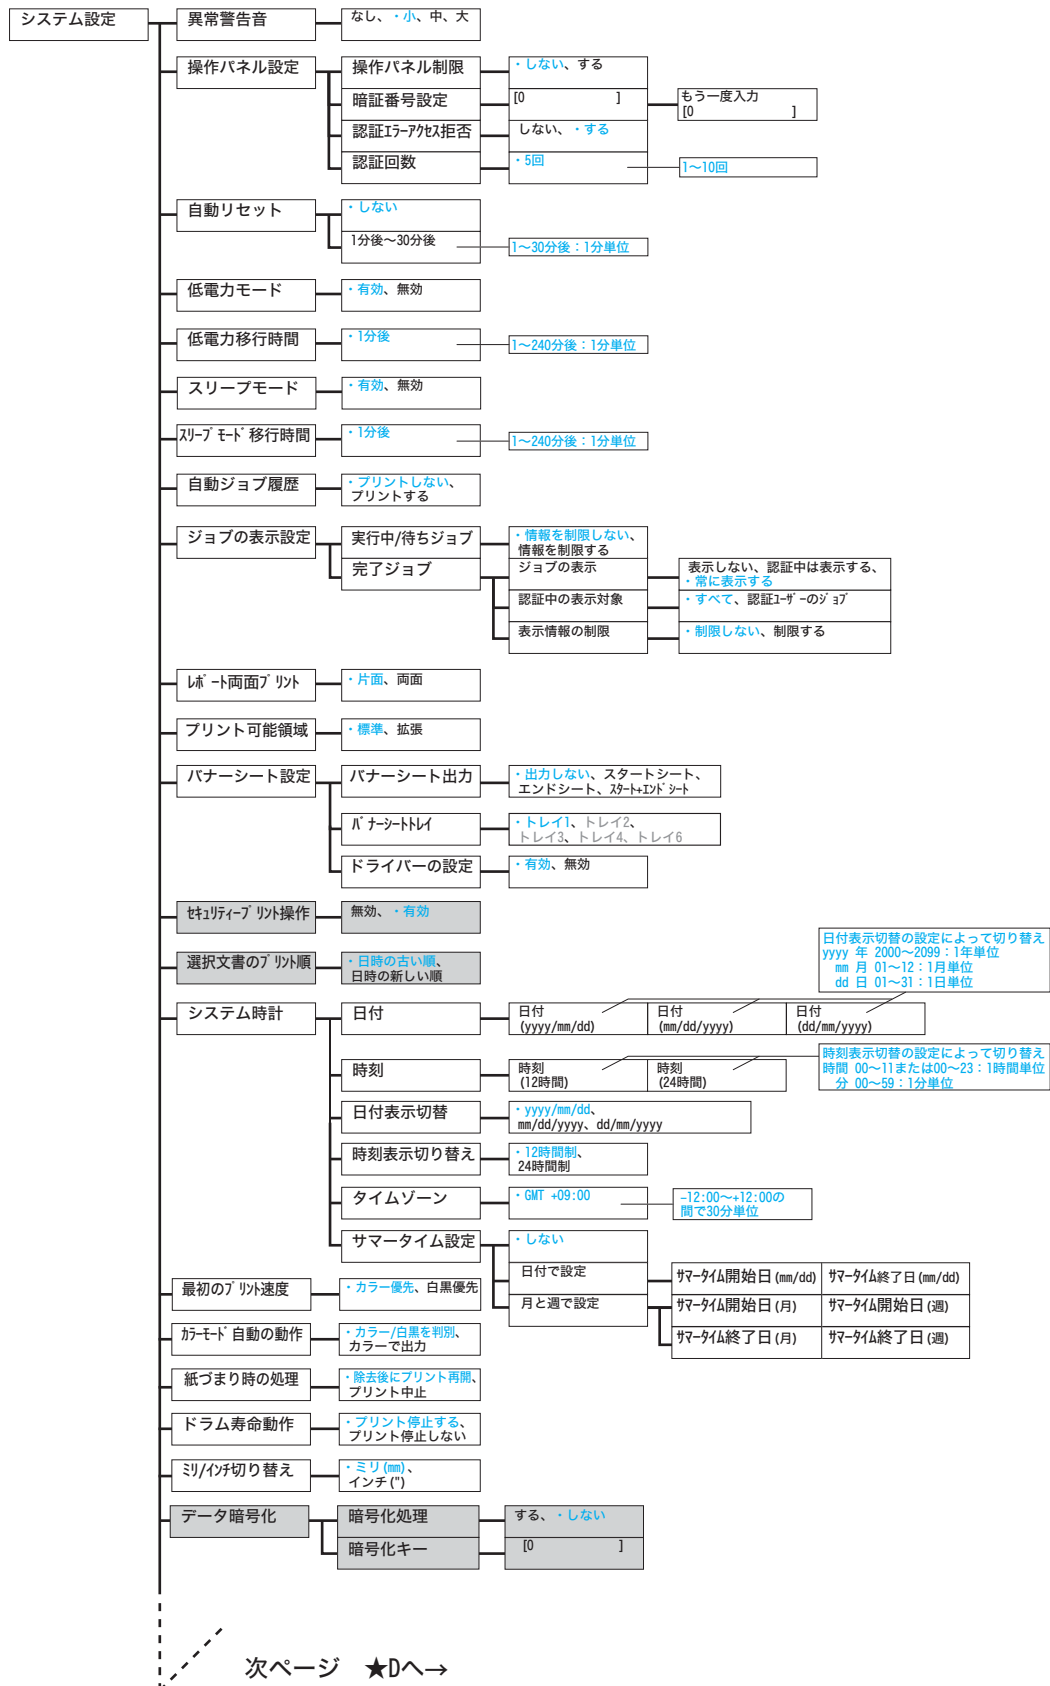 システム設定
異常警告音
なし、・小、中、大
操作パネル設定
操作パネル制限
・しない、する
暗証番号設定
[0 ]
もう一度入力
[0 ]
認証エラーアクセス拒否
しない、・する
認証回数
・5回
1～10回
自動リセット
・しない
1分後～30分後
1～30分後：1分単位
低電力モード
・有効、無効
低電力移行時間
・1分後
1～240分後：1分単位
スリープモード
・有効、無効
スリープモード移行時間
・1分後
1～240分後：1分単位
自動ジョブ履歴
・プリントしない、
プリントする
ジョブの表示設定
実行中/待ちジョブ
・情報を制限しない、
情報を制限する
完了ジョブ
ジョブの表示
表示しない、認証中は表示する、
・常に表示する
認証中の表示対象
・すべて、認証ユーザーのジョブ
表示情報の制限
・制限しない、制限する
レポート両面プリント
・片面、両面
プリント可能領域
・標準、拡張
バナーシート設定
バナーシート出力
・出力しない、スタートシート、
エンドシート、スタート+エンドシート
バナーシートトレイ
・トレイ1、トレイ2、
トレイ3、トレイ4、トレイ6
ドライバーの設定
・有効、無効
セキュリティープリント操作
無効、・有効
選択文書のプリント順
・日時の古い順、
日時の新しい順
日付表示切替の設定によって切り替え
yyyy 年 2000～2099：1年単位
mm 月 01～12：1月単位
dd 日 01～31：1日単位
システム時計
日付
日付
(yyyy/mm/dd)
日付
(mm/dd/yyyy)
日付
(dd/mm/yyyy)
時刻
時刻
(12時間)
時刻
(24時間)
時刻表示切替の設定によって切り替え
時間 00～11または00～23：1時間単位
分 00～59：1分単位
日付表示切替
・yyyy/mm/dd、
mm/dd/yyyy、dd/mm/yyyy
時刻表示切り替え
・12時間制、
24時間制
タイムゾーン
・GMT +09:00
-12:00～+12:00の
間で30分単位
サマータイム設定
・しない
日付で設定
サマータイム開始日(mm/dd)
サマータイム終了日(mm/dd)
月と週で設定
サマータイム開始日(月)
サマータイム開始日(週)
サマータイム終了日(月)
サマータイム終了日(週)
最初のプリント速度
・カラー優先、白黒優先
カラーモード自動の動作
・カラー/白黒を判別、
カラーで出力
紙づまり時の処理
・除去後にプリント再開、
プリント中止
ドラム寿命動作
・プリント停止する、
プリント停止しない
ミリ/インチ切り替え
・ミリ(mm)、
インチ(")
データ暗号化
暗号化処理
する、・しない
暗号化キー
[0 ]
次ページ ★Dへ→